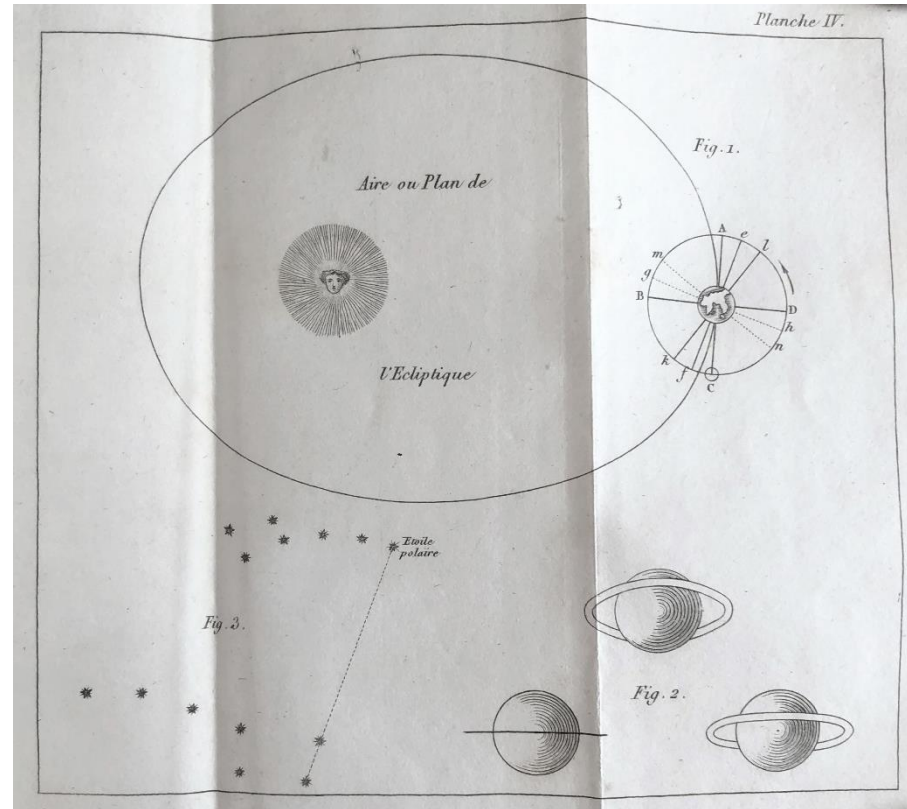 Planche IV.
Fig. 1.
Aire ou Plan de
l'Ecliptique
A
e
l
m
g
B
D
h
n
k
f
C
Etoile
polaire
Fig. 3.
Fig. 2.